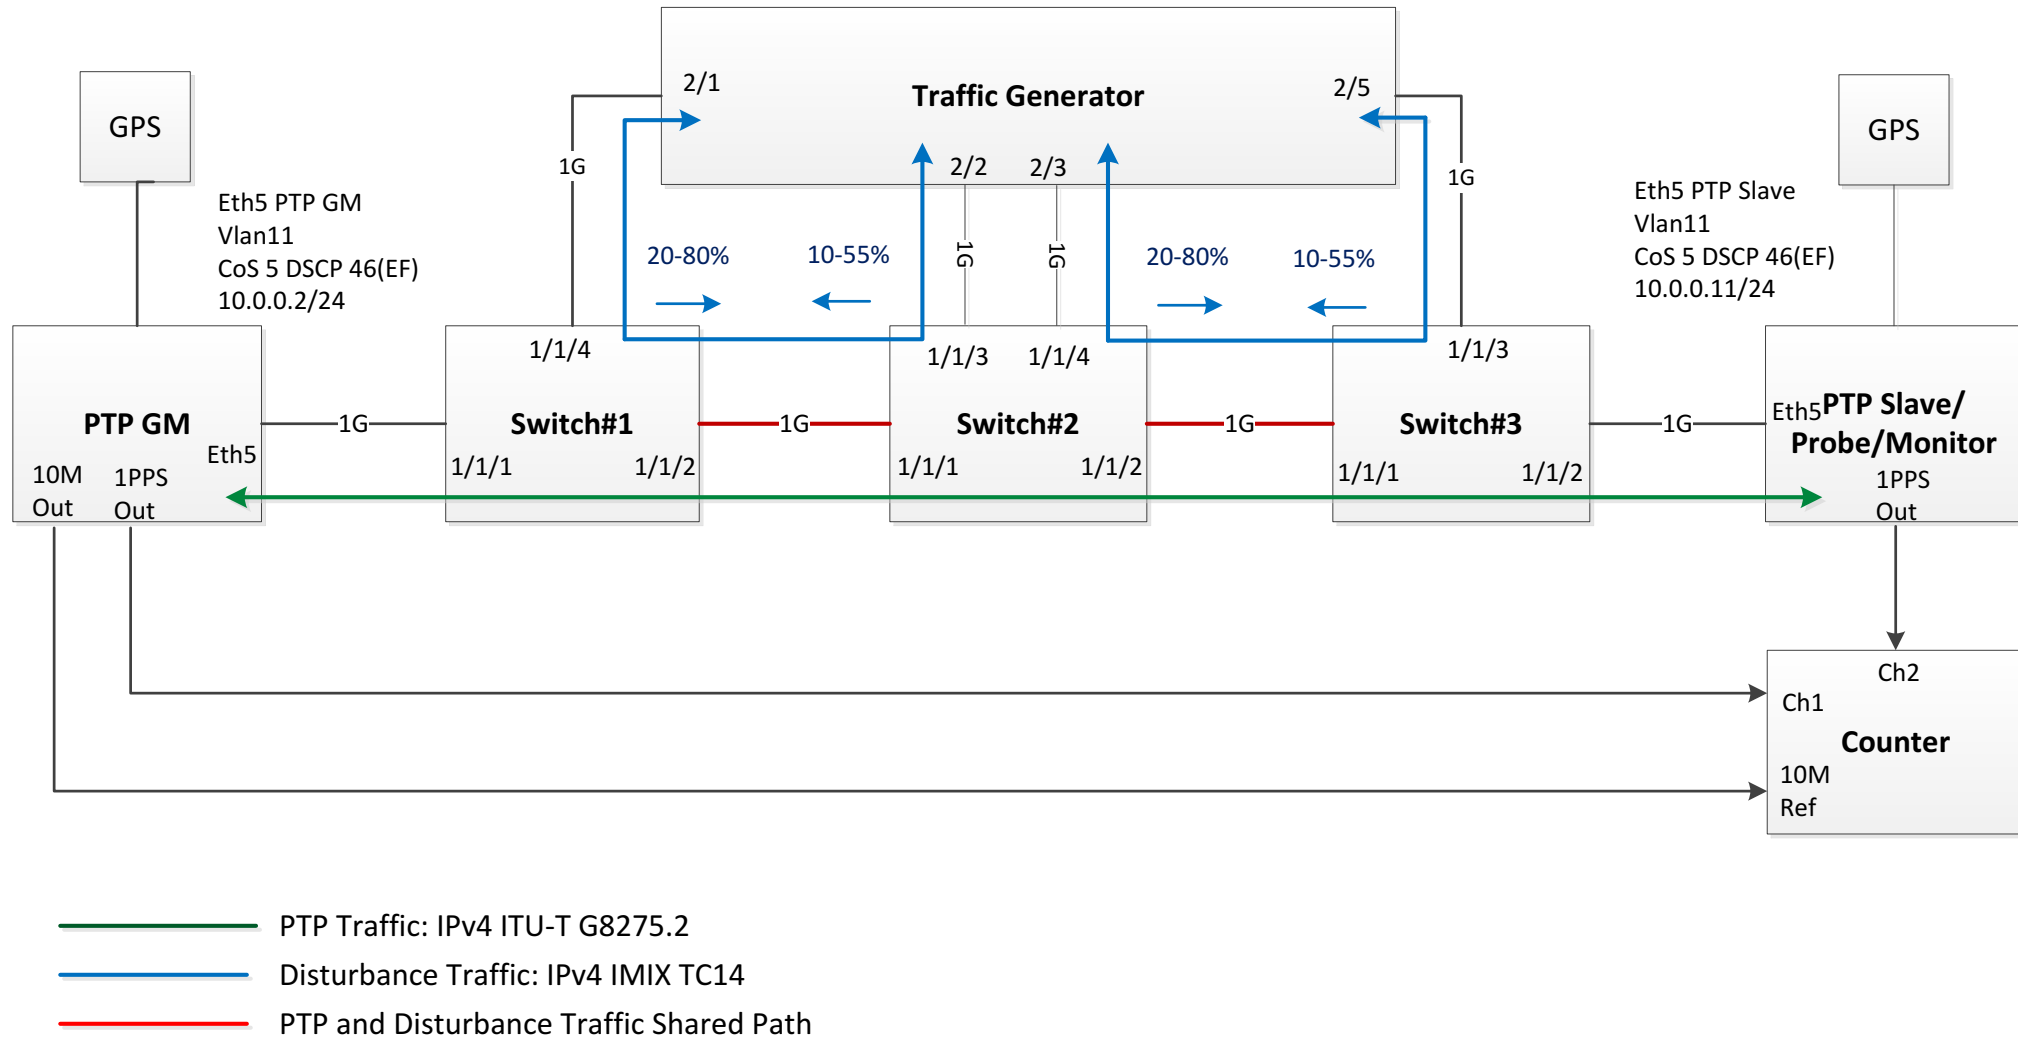 Traffic Generator
2/1
2/5
2/2
2/3
GPS
GPS
1G
1G
1G
1G
Eth5 PTP GM
Vlan11
CoS 5 DSCP 46(EF)
10.0.0.2/24
Eth5 PTP Slave
Vlan11
CoS 5 DSCP 46(EF)
10.0.0.11/24
20-80%
10-55%
20-80%
10-55%
PTP GM
Eth5
10M
Out
1PPS
Out
1G
1/1/4
Switch#1
1/1/1
1/1/2
1G
1/1/3
1/1/4
Switch#2
1/1/1
1/1/2
1G
1/1/3
Switch#3
1/1/1
1/1/2
1G
Eth5
PTP Slave/
Probe/Monitor
1PPS
Out
Ch2
Ch1
Counter
10M
Ref
PTP Traffic: IPv4 ITU-T G8275.2
Disturbance Traffic: IPv4 IMIX TC14
PTP and Disturbance Traffic Shared Path